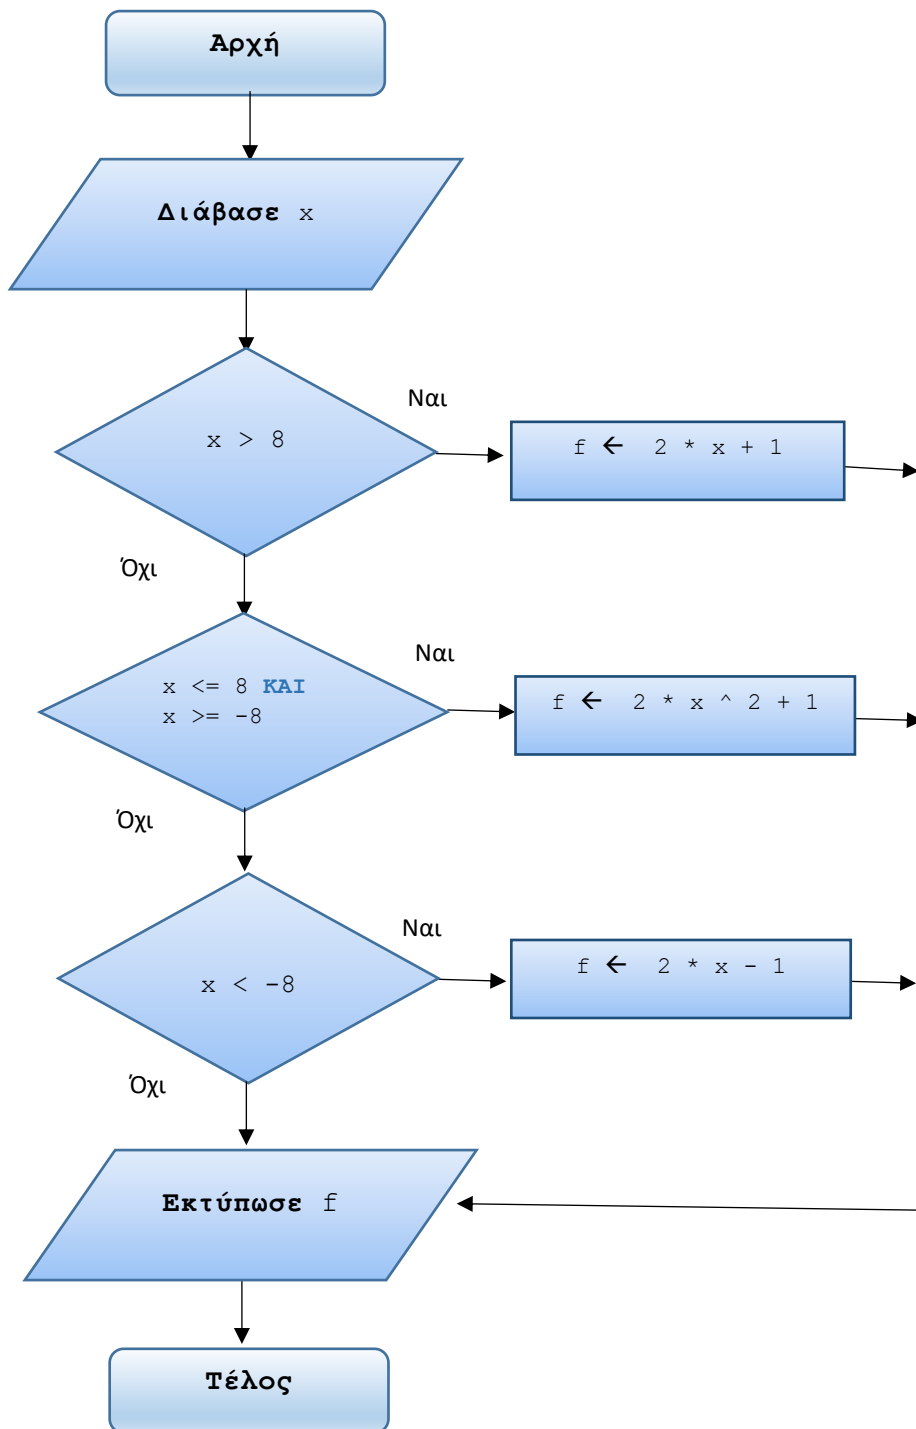 Αρχή
Διάβασε x
x > 8
Ναι
f ← 2 * x + 1
Όχι
x <= 8 ΚΑΙ
x >= -8
Ναι
f ← 2 * x ^ 2 + 1
Όχι
x < -8
Ναι
f ← 2 * x - 1
Όχι
Εκτύπωσε f
Τέλος